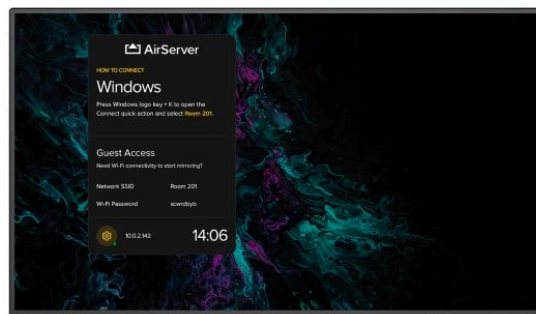 AirServer
HOW TO CONNECT
Windows
Press Windows logo key + K to open the
Connect quick action and select Room 201.
Guest Access
Need Wi-Fi connectivity to start mirroring?
Network SSID Room 201
Wi-Fi Password scwrdbyb
10.0.2.142 14:06